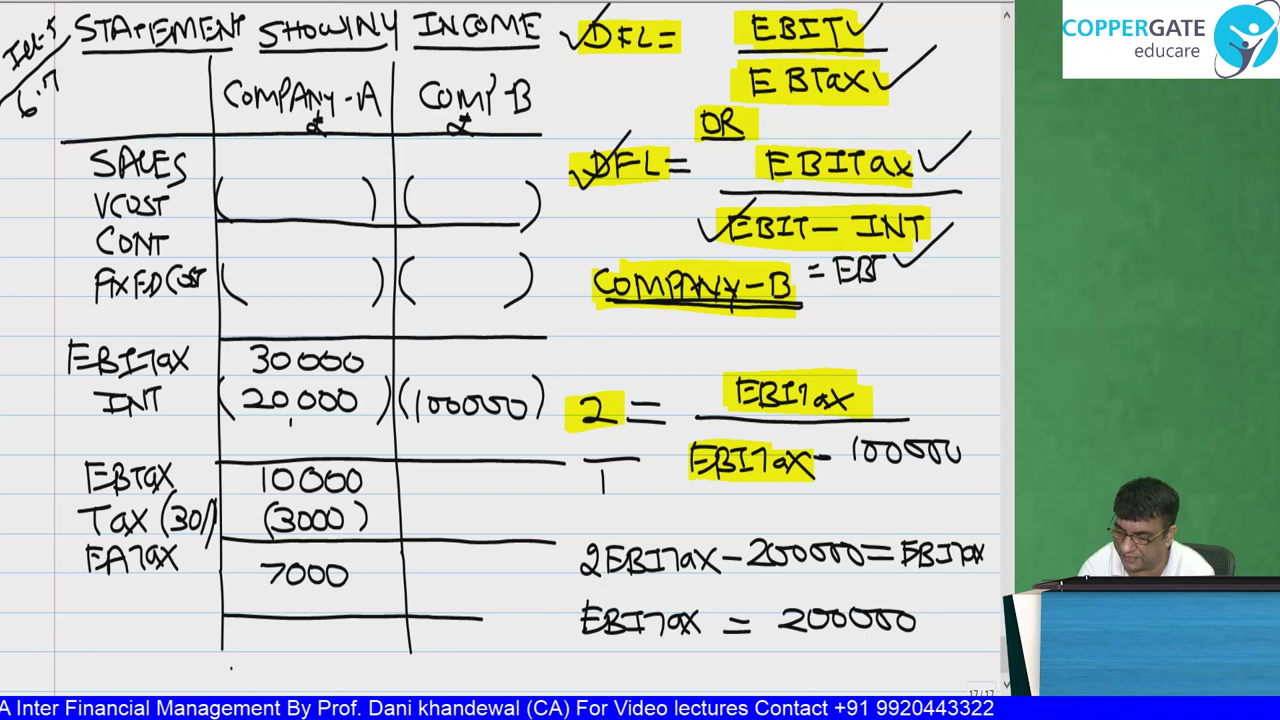 STATEMENT SHOWING INCOME
6.7
COMPANY-A COMP-B
SALES
V COST ( ) ( )
CONT
FIXED COST ( ) ( )
EBITax 30000
INT (20,000) (100000)
EBTax 10000
Tax (30%) (3000)
EATax 7000
DFL = EBIT
EBTax
OR
DFL = EBITax
EBIT - INT
= EBT
COMPANY-B
2 = EBITax
1 EBITax - 100000
2EBITax - 200000 = EBITax
EBITax = 200000
17/17
COPPERGATE
educare
A Inter Financial Management By Prof. Dani khandewal (CA) For Video lectures Contact +91 9920443322